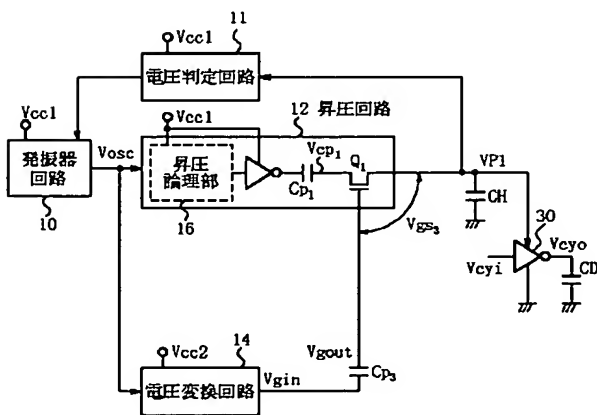 Vcc1
11
電圧判定回路
Vcc1
発振器
回路
10
Vosc
Vcc1
12 昇圧回路
昇圧
論理部
16
Vcp1
Cp1
Q1
Vgs3
VP1
CH
30
Vcyi
Vcyo
CD
Vcc2
14
電圧変換回路
Vgin
Vgout
Cp3